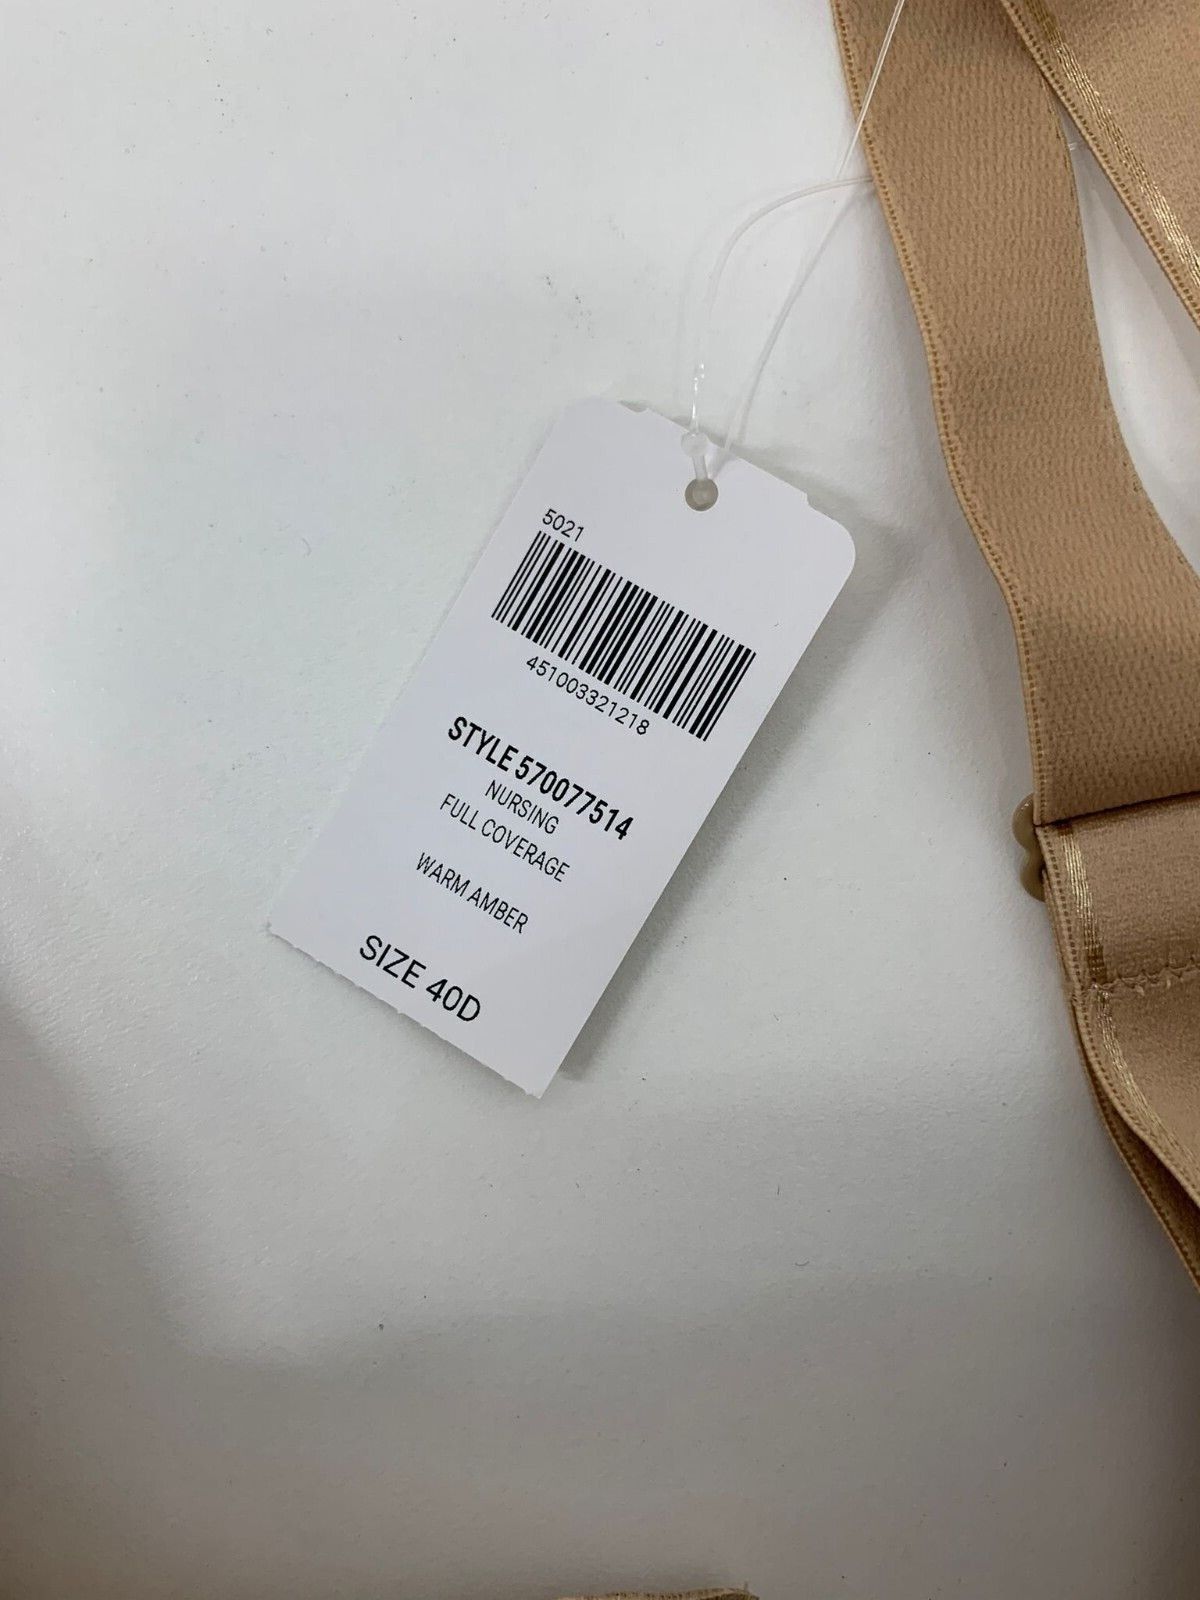 5021
451003321218
STYLE 570077514
NURSING
FULL COVERAGE
WARM AMBER
SIZE 40D